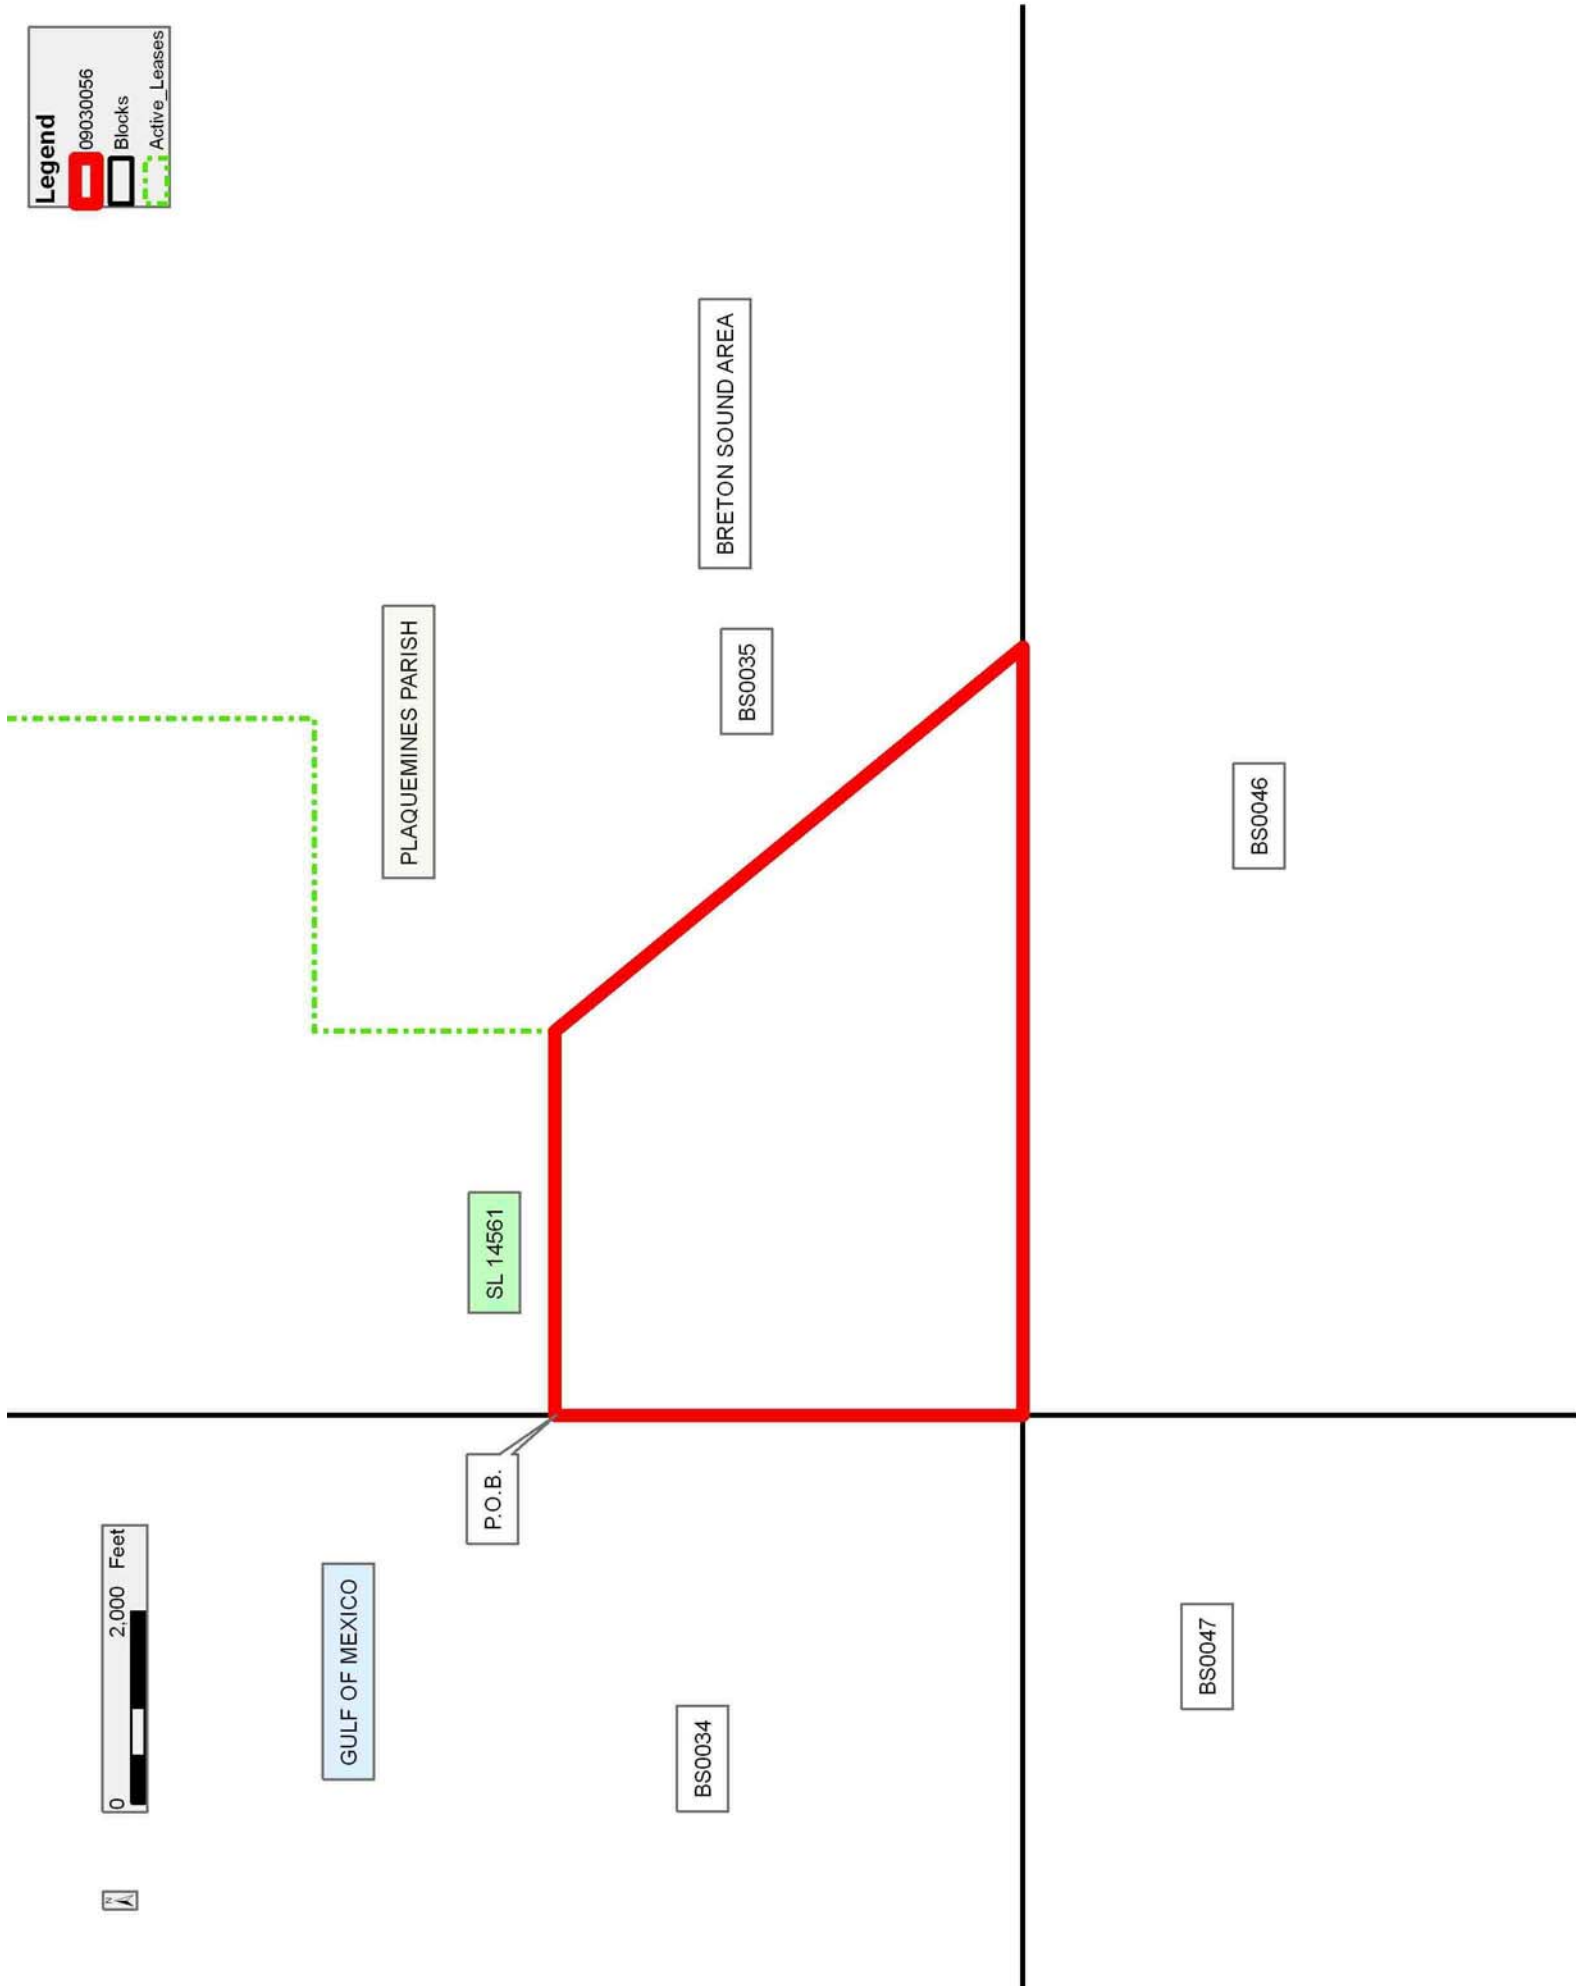 N
0 2,000 Feet
Legend
09030056
Blocks
Active_Leases
GULF OF MEXICO
PLAQUEMINES PARISH
P.O.B.
SL 14561
BS0034
BS0035
BRETON SOUND AREA
BS0047
BS0046